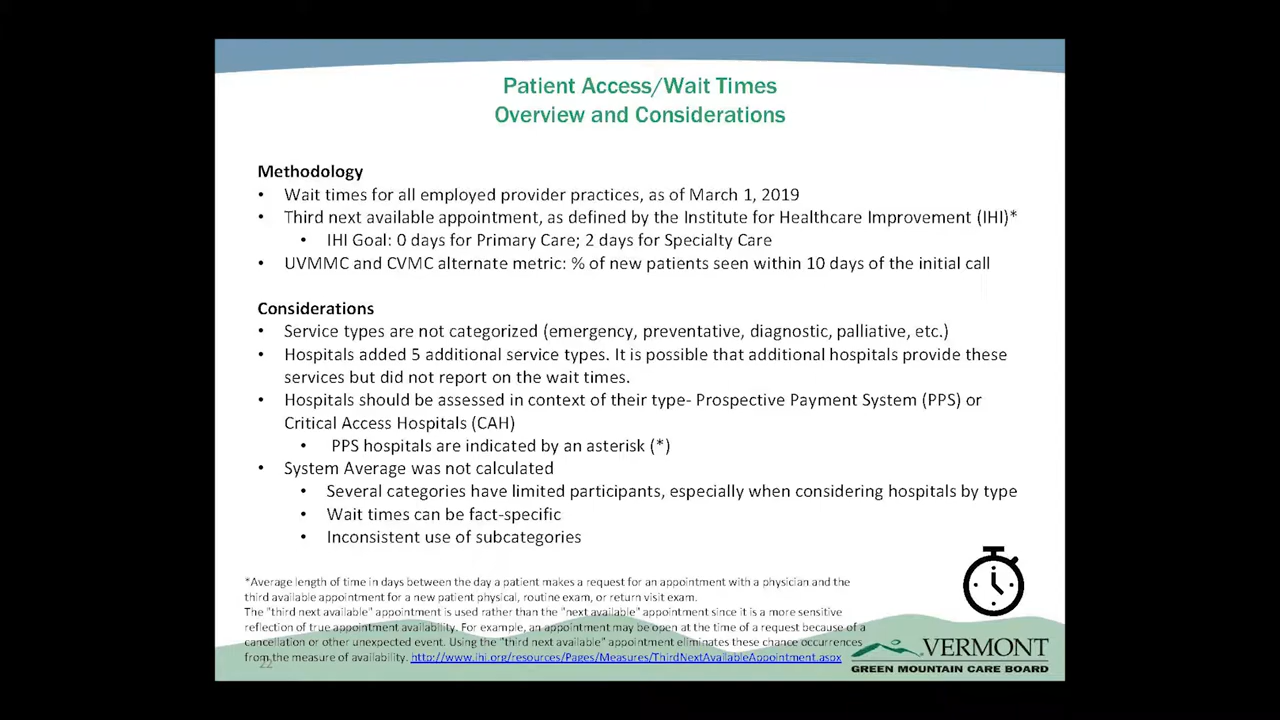 Patient Access/Wait Times
Overview and Considerations
Methodology
• Wait times for all employed provider practices, as of March 1, 2019
• Third next available appointment, as defined by the Institute for Healthcare Improvement (IHI)*
• IHI Goal: 0 days for Primary Care; 2 days for Specialty Care
• UVMMC and CVMC alternate metric: % of new patients seen within 10 days of the initial call
Considerations
• Service types are not categorized (emergency, preventative, diagnostic, palliative, etc.)
• Hospitals added 5 additional service types. It is possible that additional hospitals provide these
services but did not report on the wait times.
• Hospitals should be assessed in context of their type- Prospective Payment System (PPS) or
Critical Access Hospitals (CAH)
• PPS hospitals are indicated by an asterisk (*)
• System Average was not calculated
• Several categories have limited participants, especially when considering hospitals by type
• Wait times can be fact-specific
• Inconsistent use of subcategories
*Average length of time in days between the day a patient makes a request for an appointment with a physician and the
third available appointment for a new patient physical, routine exam, or return visit exam.
The "third next available" appointment is used rather than the "next available" appointment since it is a more sensitive
reflection of true appointment availability. For example, an appointment may be open at the time of a request because of a
cancellation or other unexpected event. Using the "third next available" appointment eliminates these chance occurrences
from the measure of availability. http://www.ihi.org/resources/Pages/Measures/ThirdNextAvailableAppointment.aspx
22
VERMONT
GREEN MOUNTAIN CARE BOARD